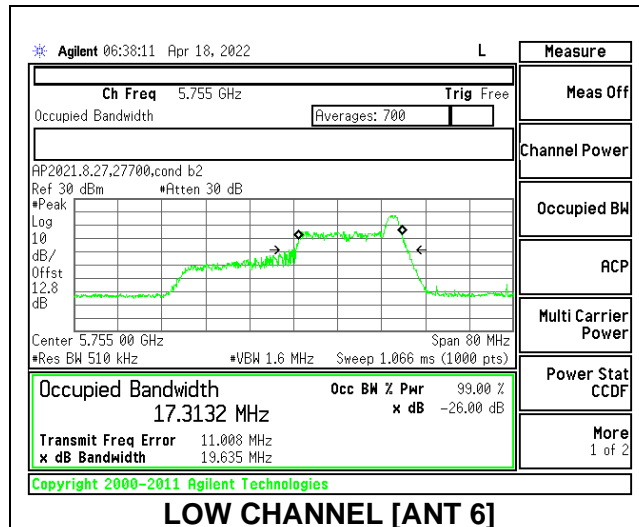 Agilent 06:38:11 Apr 18, 2022 L Measure
Ch Freq 5.755 GHz Trig Free
Meas Off
Occupied Bandwidth Averages: 700
Channel Power
AP2021.8.27,27700,cond b2
Ref 30 dBm #Atten 30 dB
#Peak
Log
10
dB/
Offst
12.8
dB
Occupied BW
ACP
Center 5.755 00 GHz Span 80 MHz
#Res BW 510 kHz #VBW 1.6 MHz Sweep 1.066 ms (1000 pts)
Multi Carrier
Power
Occupied Bandwidth
17.3132 MHz
Occ BW % Pwr 99.00 %
x dB -26.00 dB
Transmit Freq Error 11.008 MHz
x dB Bandwidth 19.635 MHz
Power Stat
CCDF
More
1 of 2
Copyright 2000-2011 Agilent Technologies
LOW CHANNEL [ANT 6]